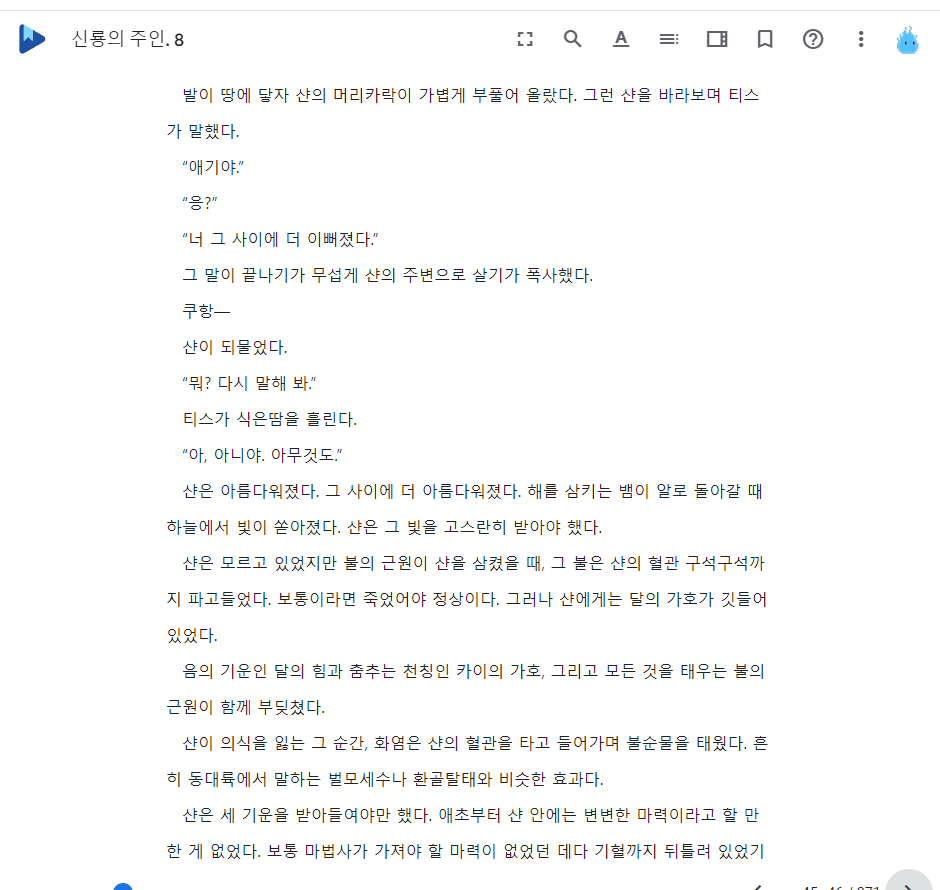 신룡의 주인. 8
발이 땅에 닿자 샨의 머리카락이 가볍게 부풀어 올랐다. 그런 샨을 바라보며 티스
가 말했다.
“애기야.”
“응?”
“너 그 사이에 더 이뻐졌다.”
그 말이 끝나기가 무섭게 샨의 주변으로 살기가 폭사했다.
쿠항—
샨이 되물었다.
“뭐? 다시 말해 봐.”
티스가 식은땀을 흘린다.
“아, 아니야. 아무것도.”
샨은 아름다워졌다. 그 사이에 더 아름다워졌다. 해를 삼키는 뱀이 알로 돌아갈 때
하늘에서 빛이 쏟아졌다. 샨은 그 빛을 고스란히 받아야 했다.
샨은 모르고 있었지만 불의 근원이 샨을 삼켰을 때, 그 불은 샨의 혈관 구석구석까
지 파고들었다. 보통이라면 죽었어야 정상이다. 그러나 샨에게는 달의 가호가 깃들어
있었다.
음의 기운인 달의 힘과 춤추는 천칭인 카이의 가호, 그리고 모든 것을 태우는 불의
근원이 함께 부딪쳤다.
샨이 의식을 잃는 그 순간, 화염은 샨의 혈관을 타고 들어가며 불순물을 태웠다. 흔
히 동대륙에서 말하는 벌모세수나 환골탈태와 비슷한 효과다.
샨은 세 기운을 받아들여야만 했다. 애초부터 샨 안에는 변변한 마력이라고 할 만
한 게 없었다. 보통 마법사가 가져야 할 마력이 없었던 데다 기혈까지 뒤틀려 있었기